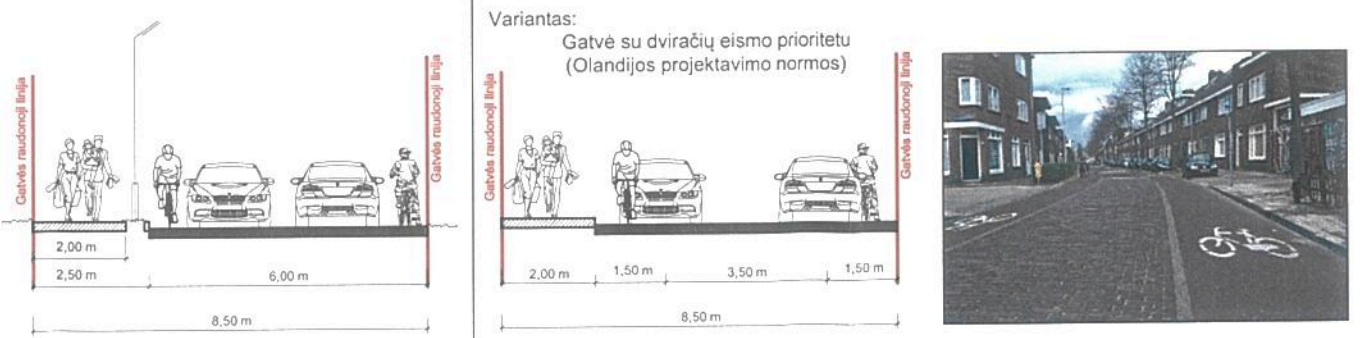 Gatvės raudonoji linija
Gatvės raudonoji linija
2,00 m
2,50 m
6,00 m
8,50 m
Variantas:
Gatvė su dviračių eismo prioritetu
(Olandijos projektavimo normos)
Gatvės raudonoji linija
Gatvės raudonoji linija
2,00 m
1,50 m
3,50 m
1,50 m
8,50 m